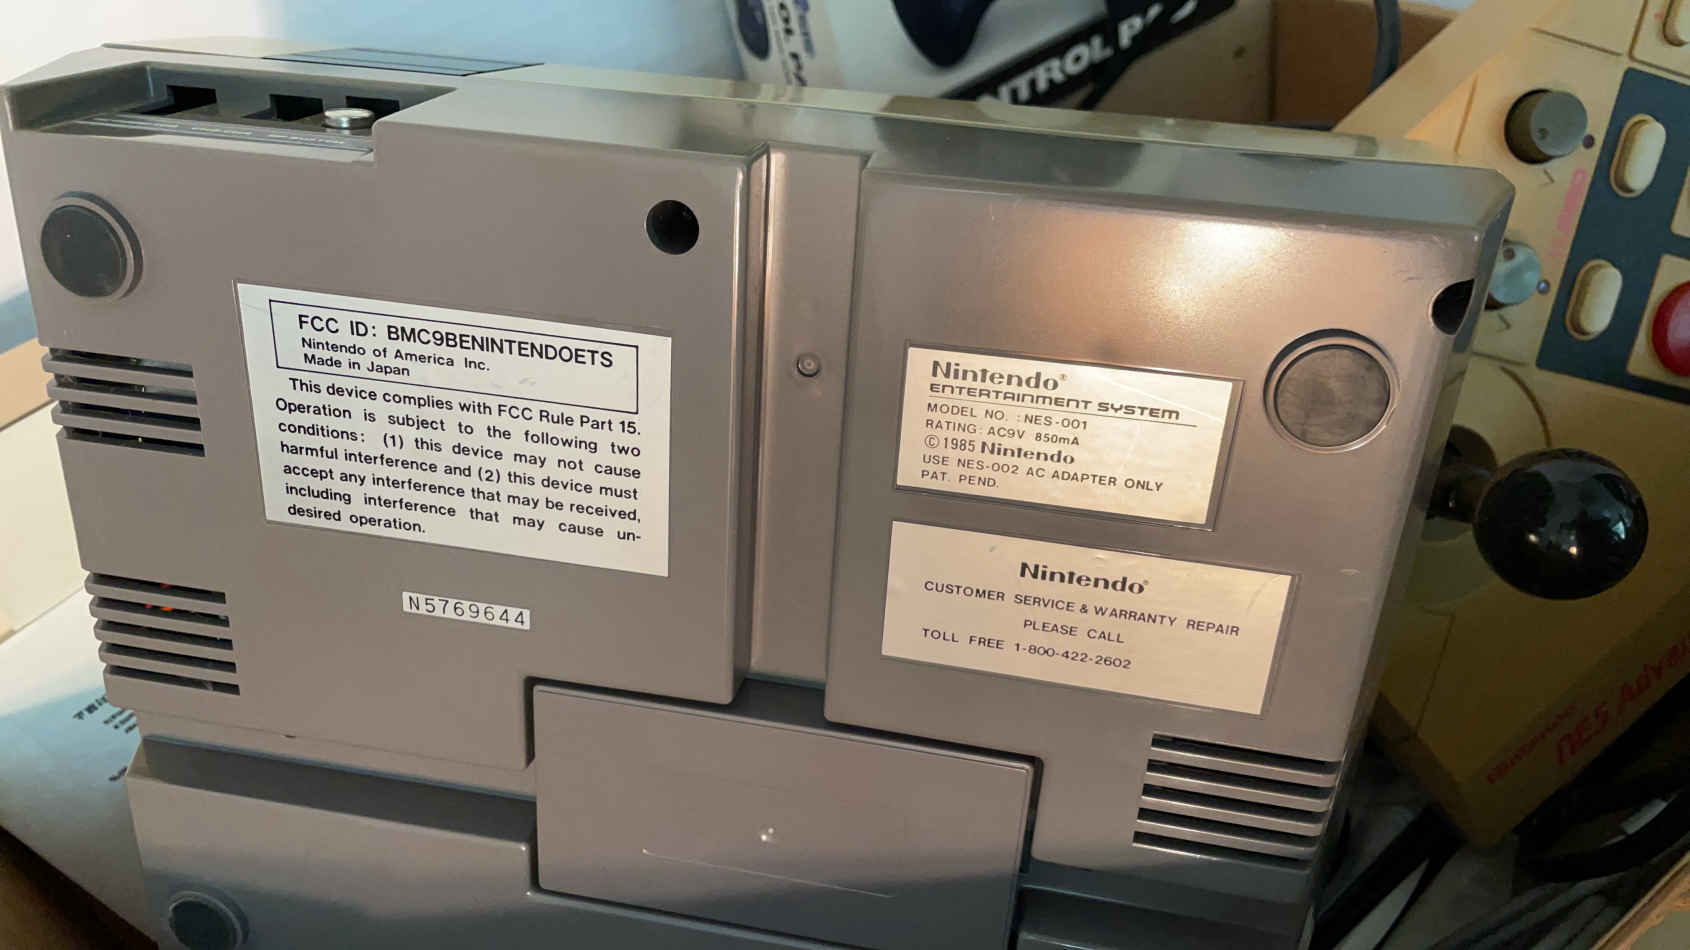 NTROL PA
FCC ID: BMC9BENINTENDOETS
Nintendo of America Inc.
Made in Japan
This device complies with FCC Rule Part 15.
Operation is subject to the following two
conditions: (1) this device may not cause
harmful interference and (2) this device must
accept any interference that may be received,
including interference that may cause un-
desired operation.
N5769644
Nintendo®
ENTERTAINMENT SYSTEM
MODEL NO. :NES-001
RATING: AC9V 850mA
©1985 Nintendo
USE NES-002 AC ADAPTER ONLY
PAT. PEND.
Nintendo®
CUSTOMER SERVICE & WARRANTY REPAIR
PLEASE CALL
TOLL FREE 1-800-422-2602
NES Advan